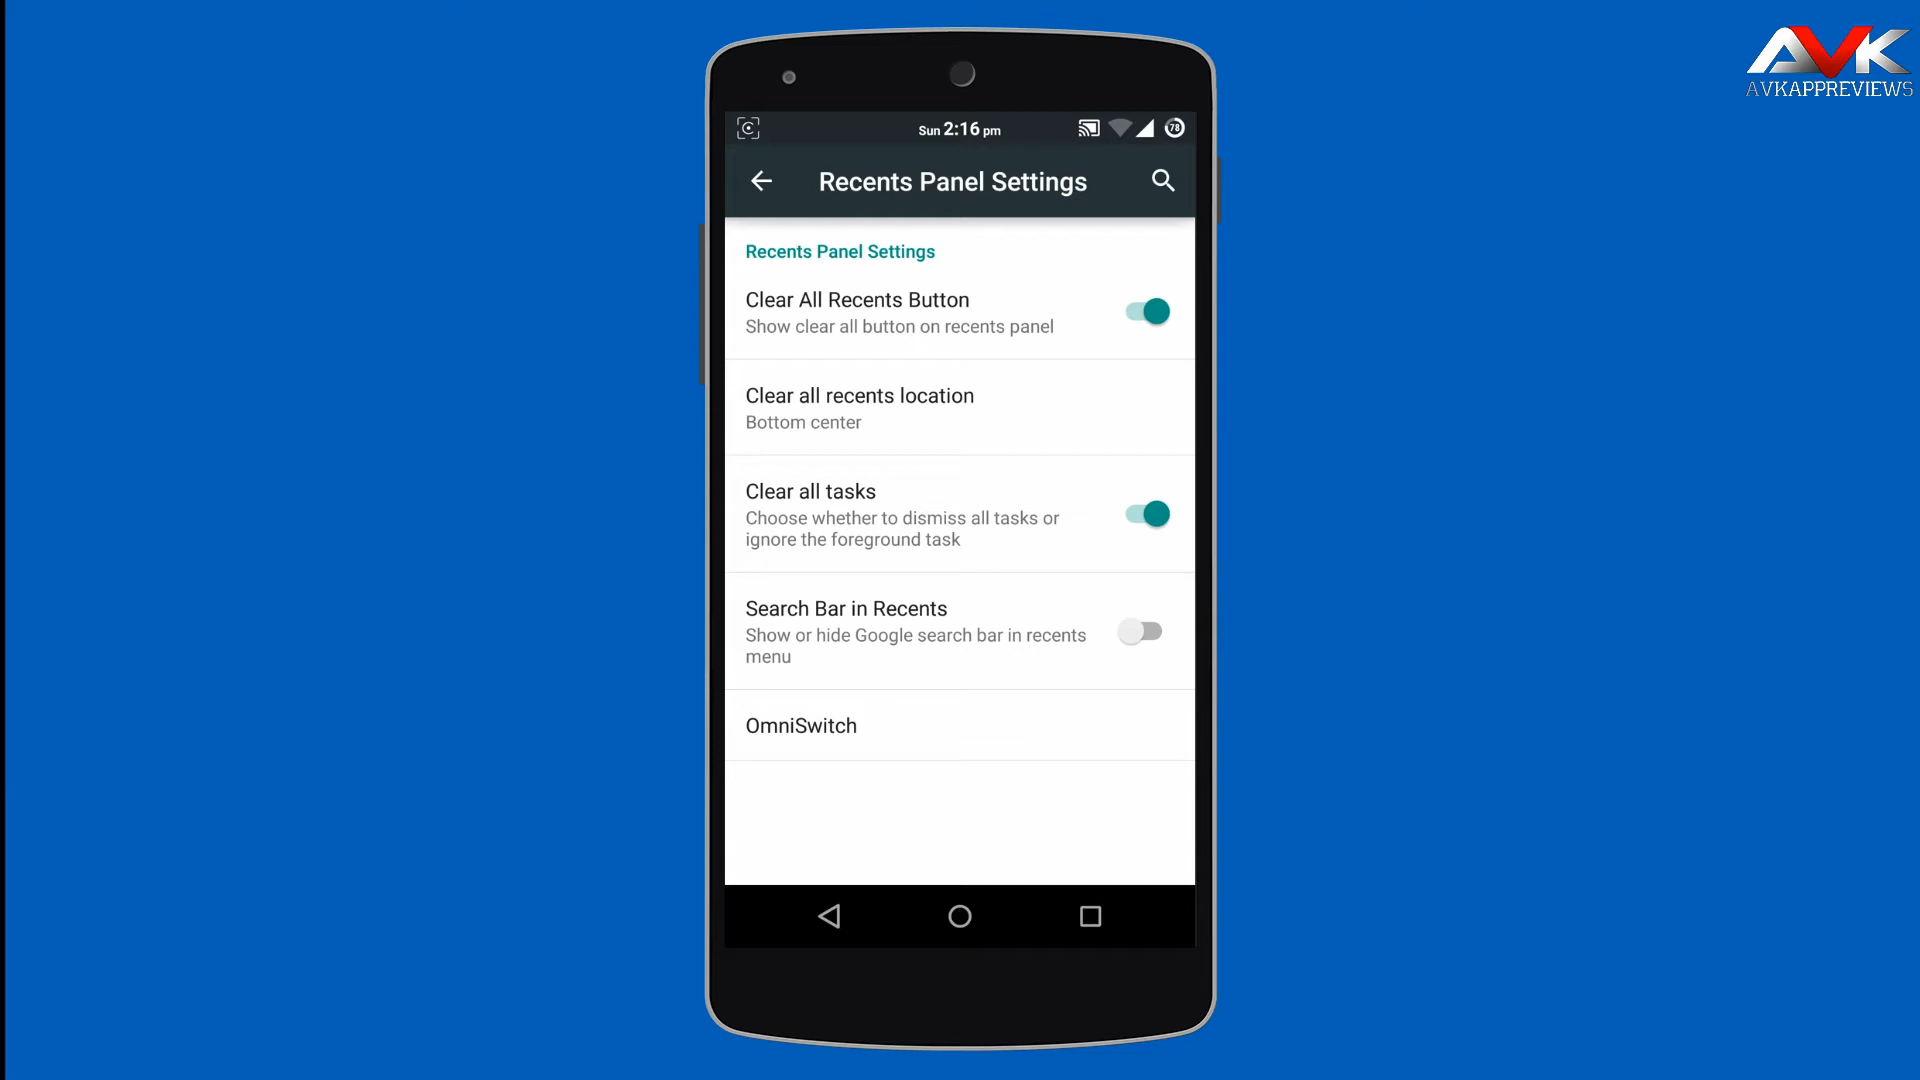 AVK
AVKAPPREVIEWS
Sun 2:16 pm
78
Recents Panel Settings
Recents Panel Settings
Clear All Recents Button
Show clear all button on recents panel
Clear all recents location
Bottom center
Clear all tasks
Choose whether to dismiss all tasks or
ignore the foreground task
Search Bar in Recents
Show or hide Google search bar in recents
menu
OmniSwitch